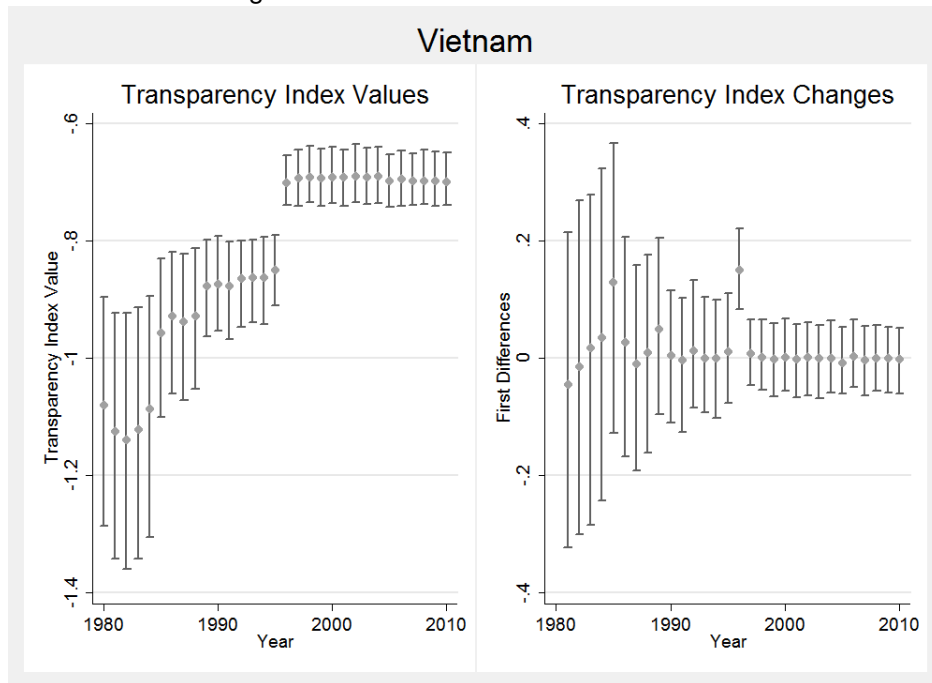 Vietnam
Transparency Index Values
Transparency Index Value
-.6
-.8
-1
-1.2
-1.4
1980 1990 2000 2010
Year
Transparency Index Changes
First Differences
.4
.2
0
-.2
-.4
1980 1990 2000 2010
Year